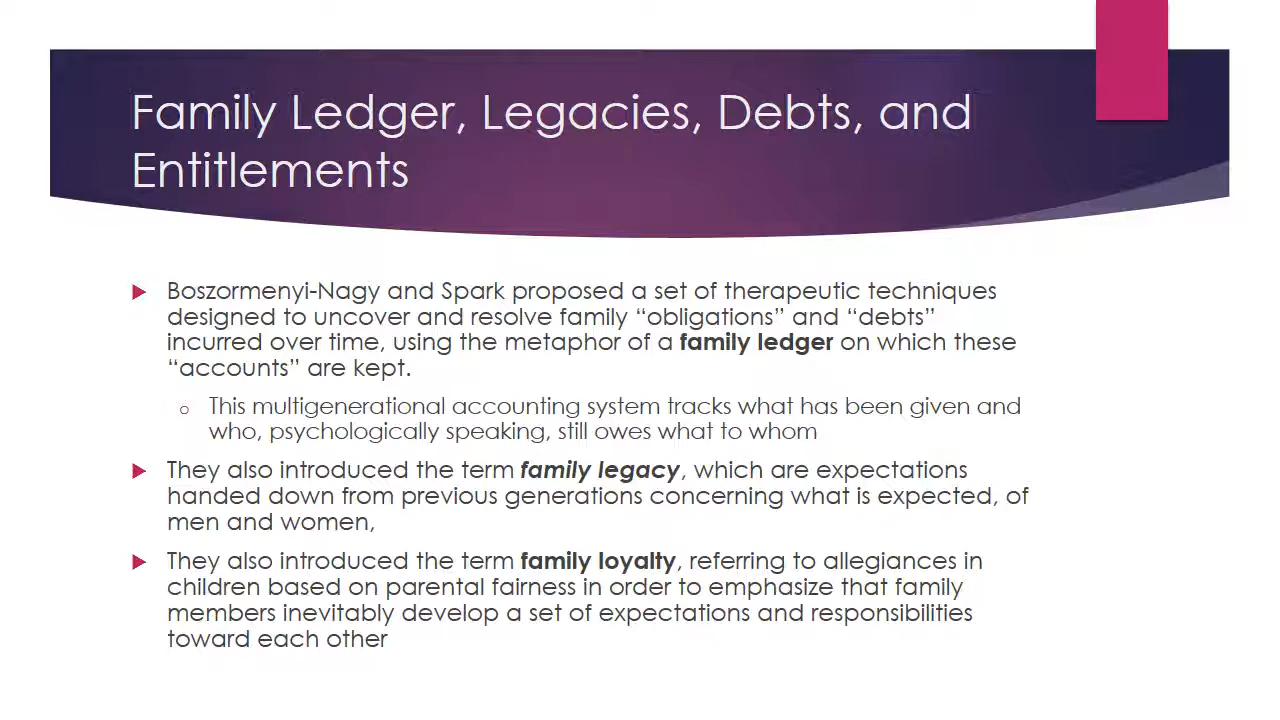 Family Ledger, Legacies, Debts, and
Entitlements
Boszormenyi-Nagy and Spark proposed a set of therapeutic techniques
designed to uncover and resolve family “obligations” and “debts”
incurred over time, using the metaphor of a family ledger on which these
“accounts” are kept.
This multigenerational accounting system tracks what has been given and
who, psychologically speaking, still owes what to whom
They also introduced the term family legacy, which are expectations
handed down from previous generations concerning what is expected, of
men and women,
They also introduced the term family loyalty, referring to allegiances in
children based on parental fairness in order to emphasize that family
members inevitably develop a set of expectations and responsibilities
toward each other